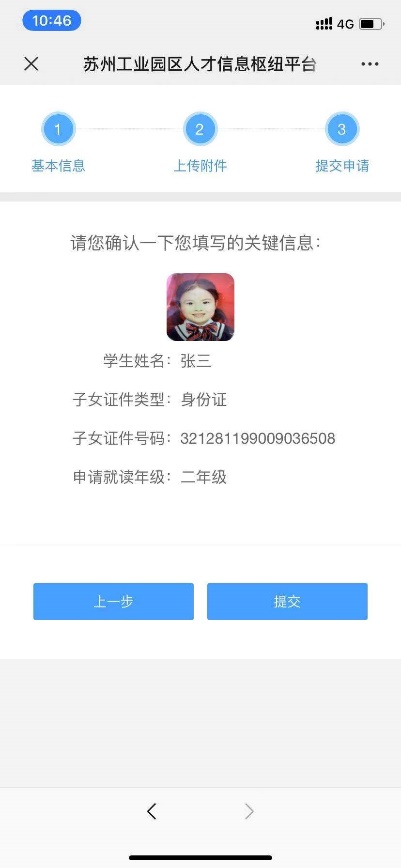 10:46
4G
苏州工业园区人才信息枢纽平台
1
2
3
基本信息
上传附件
提交申请
请您确认一下您填写的关键信息：
学生姓名：张三
子女证件类型：身份证
子女证件号码：321281199009036508
申请就读年级：二年级
上一步
提交